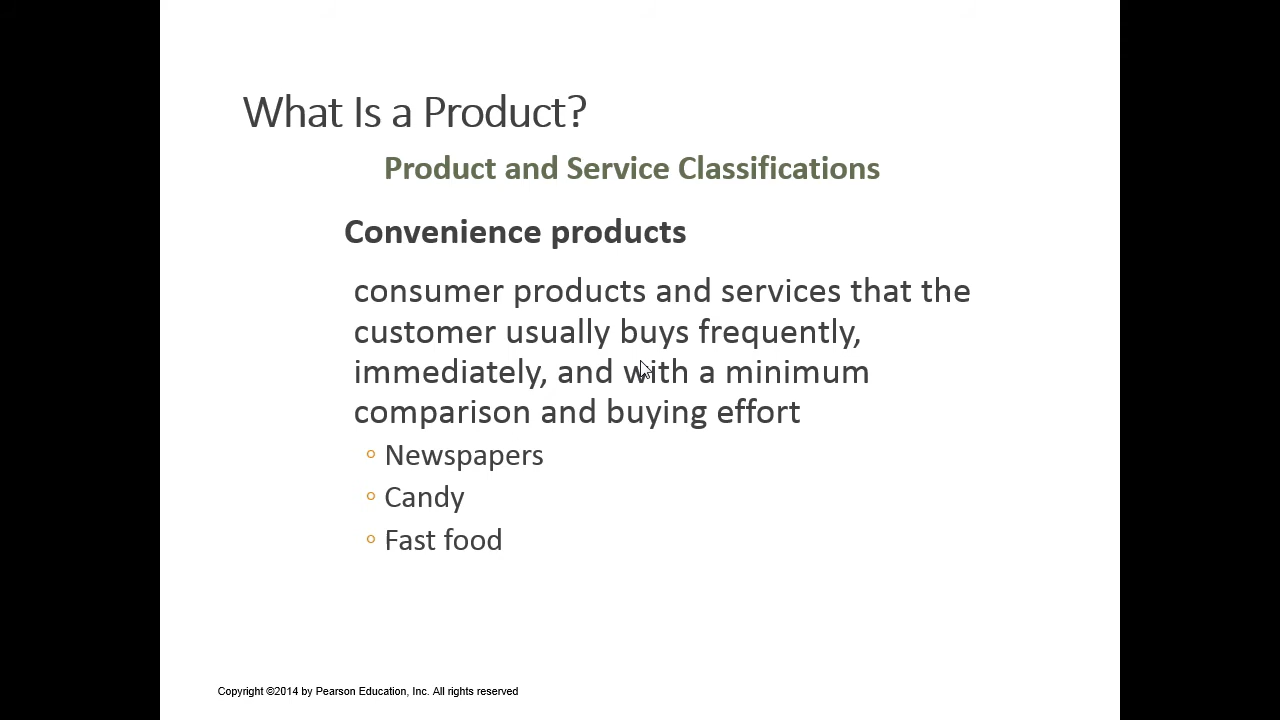 What Is a Product?
Product and Service Classifications
Convenience products
consumer products and services that the
customer usually buys frequently,
immediately, and with a minimum
comparison and buying effort
Newspapers
Candy
Fast food
Copyright ©2014 by Pearson Education, Inc. All rights reserved